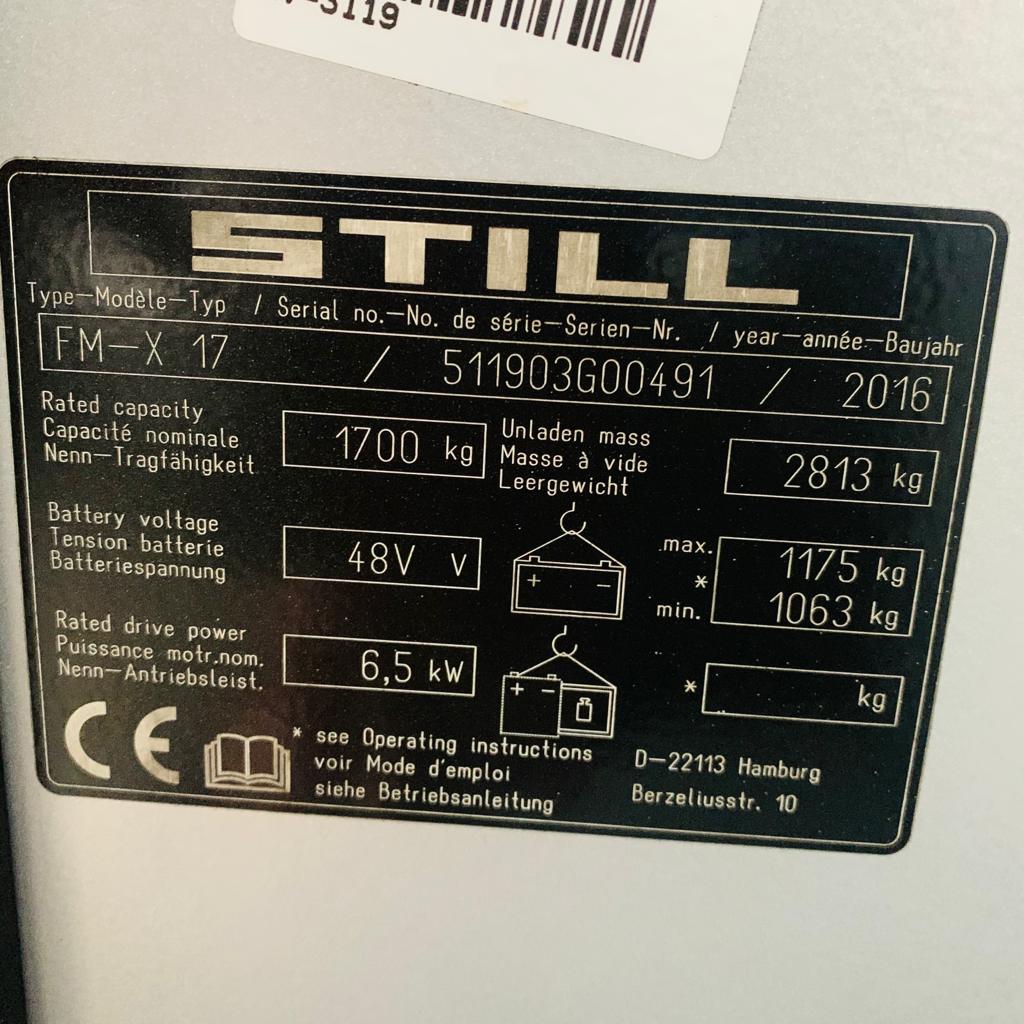 -3119
STILL
Type-Modèle-Typ / Serial no.-No. de série-Serien-Nr. / year-année-Baujahr
FM-X 17 / 511903G00491 / 2016
Rated capacity
Capacité nominale
Nenn-Tragfähigkeit
1700 kg
Unladen mass
Masse à vide
Leergewicht
2813 kg
Battery voltage
Tension batterie
Batteriespannung
48V V
max. 1175 kg
*
min. 1063 kg
Rated drive power
Puissance motr.nom.
Nenn-Antriebsleist.
6,5 kW
* kg
CE
* see Operating instructions
voir Mode d'emploi
siehe Betriebsanleitung
D-22113 Hamburg
Berzeliusstr. 10